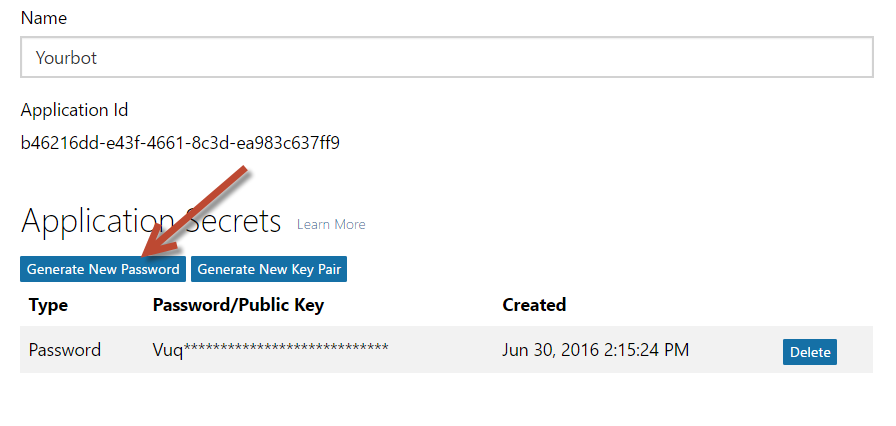 Name
Yourbot
Application Id
b46216dd-e43f-4661-8c3d-ea983c637ff9
Application Secrets Learn More
Generate New Password Generate New Key Pair
Type Password/Public Key Created
Password Vuq**************************** Jun 30, 2016 2:15:24 PM Delete